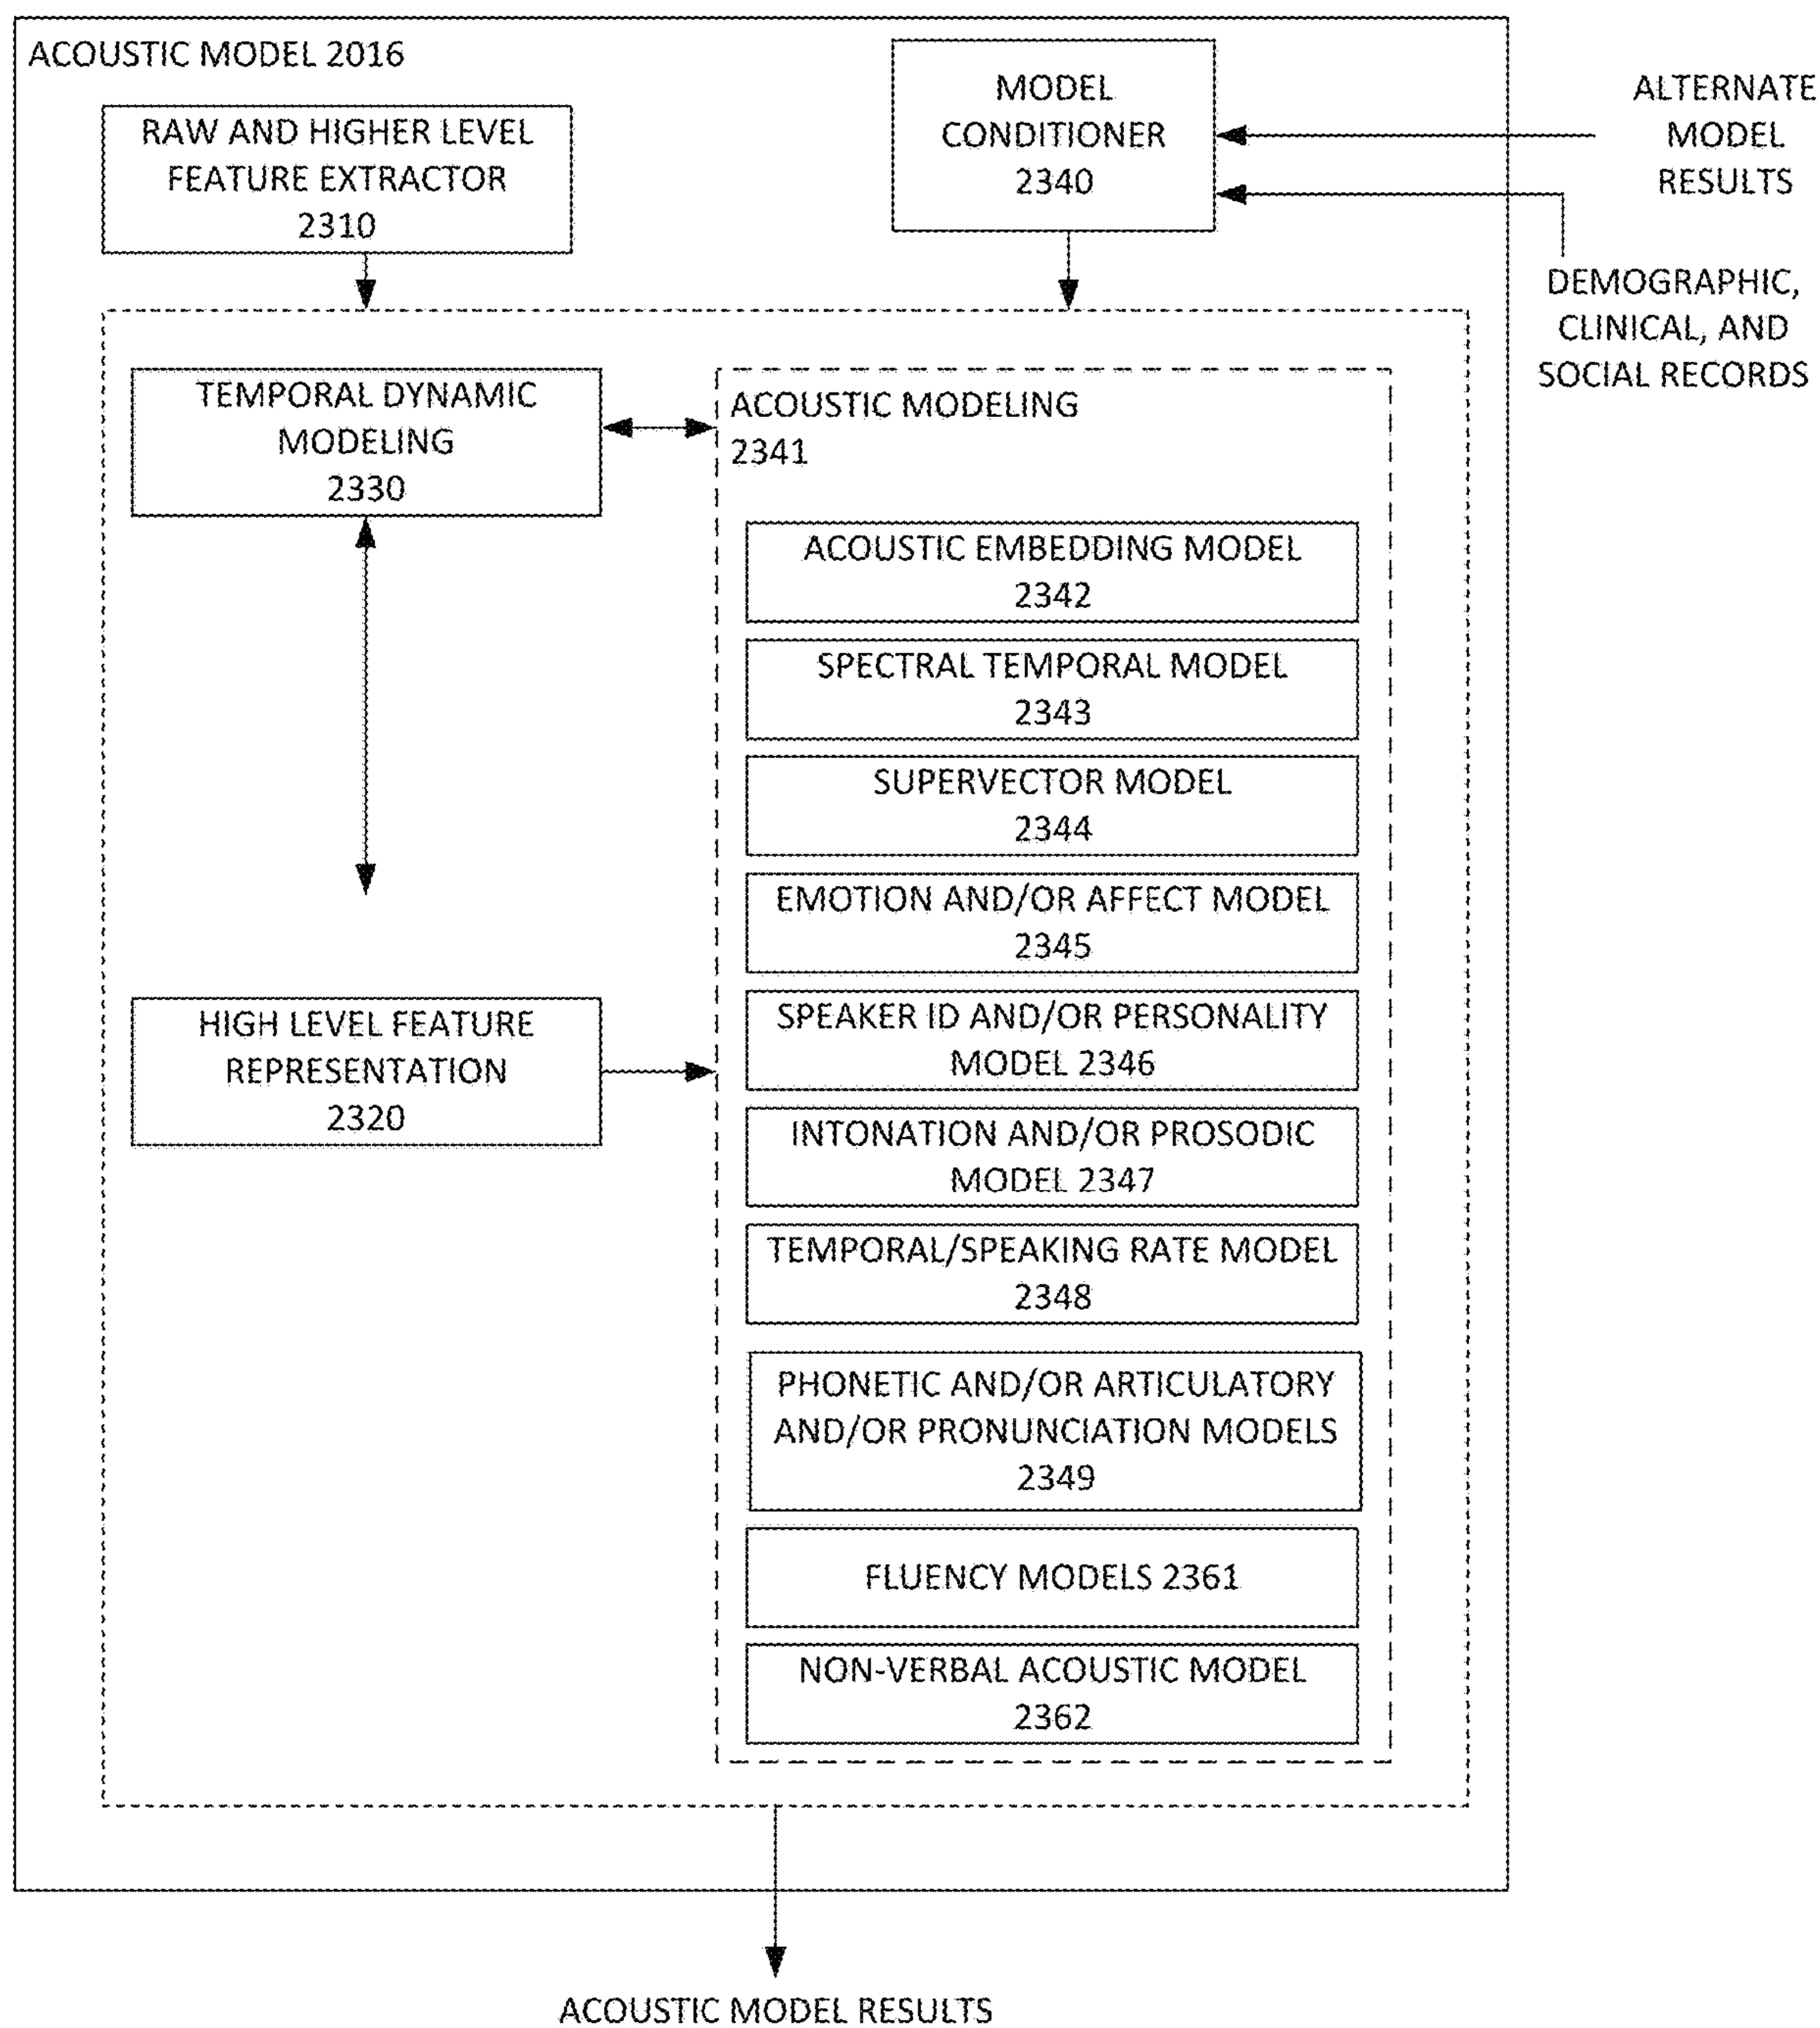 ACOUSTIC MODEL 2016
RAW AND HIGHER LEVEL
FEATURE EXTRACTOR
2310
MODEL
CONDITIONER
2340
ALTERNATE
MODEL
RESULTS
DEMOGRAPHIC,
CLINICAL, AND
SOCIAL RECORDS
TEMPORAL DYNAMIC
MODELING
2330
HIGH LEVEL FEATURE
REPRESENTATION
2320
ACOUSTIC MODELING
2341
ACOUSTIC EMBEDDING MODEL
2342
SPECTRAL TEMPORAL MODEL
2343
SUPERVECTOR MODEL
2344
EMOTION AND/OR AFFECT MODEL
2345
SPEAKER ID AND/OR PERSONALITY
MODEL 2346
INTONATION AND/OR PROSODIC
MODEL 2347
TEMPORAL/SPEAKING RATE MODEL
2348
PHONETIC AND/OR ARTICULATORY
AND/OR PRONUNCIATION MODELS
2349
FLUENCY MODELS 2361
NON-VERBAL ACOUSTIC MODEL
2362
ACOUSTIC MODEL RESULTS